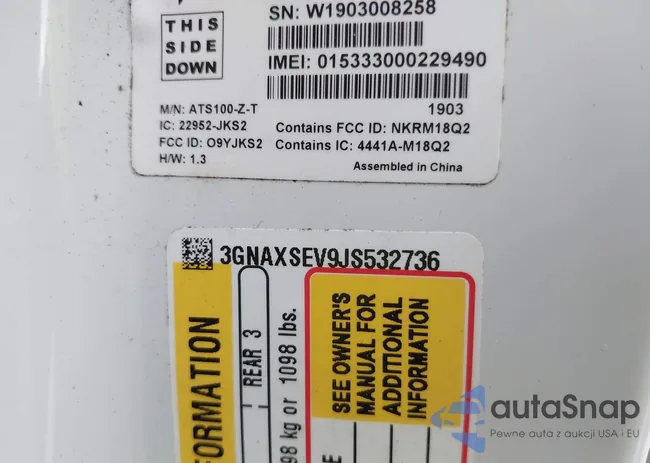 THIS
SIDE
DOWN
SN: W1903008258
IMEI: 015333000229490
M/N: ATS100-Z-T
1903
IC: 22952-JKS2
Contains FCC ID: NKRM18Q2
FCC ID: O9YJKS2
Contains IC: 4441A-M18Q2
H/W: 1.3
Assembled in China
3GNAXSEV9JS532736
REAR 3
98 kg or 1098 lbs.
SEE OWNER'S
MANUAL FOR
ADDITIONAL
INFORMATION
autaSnap
Pewne auta z aukcji USA i EU